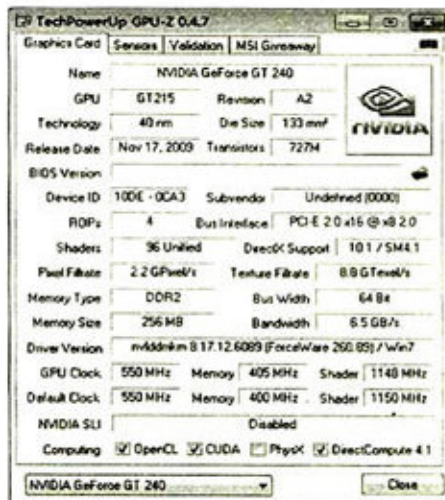 TechPowerUp GPU-Z 0.4.7
Graphics Card Sensors Validation MSI Giveaway
Name NVIDIA GeForce GT 240
GPU GT215 Revision A2
Technology 40 nm Die Size 133 mm²
Release Date Nov 17, 2009 Transistors 727M
NVIDIA
BIOS Version
Device ID 10DE - 0CA3 Subvendor Undefined (0000)
ROPs 4 Bus Interface PCI-E 2.0 x16 @ x8 2.0
Shaders 96 Unified DirectX Support 10.1 / SM4.1
Pixel Fillrate 2.2 GPixel/s Texture Fillrate 8.8 GTexel/s
Memory Type DDR2 Bus Width 64 Bit
Memory Size 256 MB Bandwidth 6.5 GB/s
Driver Version nvlddmkm 8.17.12.6089 (ForceWare 260.89) / Win7
GPU Clock 550 MHz Memory 405 MHz Shader 1148 MHz
Default Clock 550 MHz Memory 400 MHz Shader 1150 MHz
NVIDIA SLI Disabled
Computing OpenCL CUDA PhysX DirectCompute 4.1
NVIDIA GeForce GT 240 Close